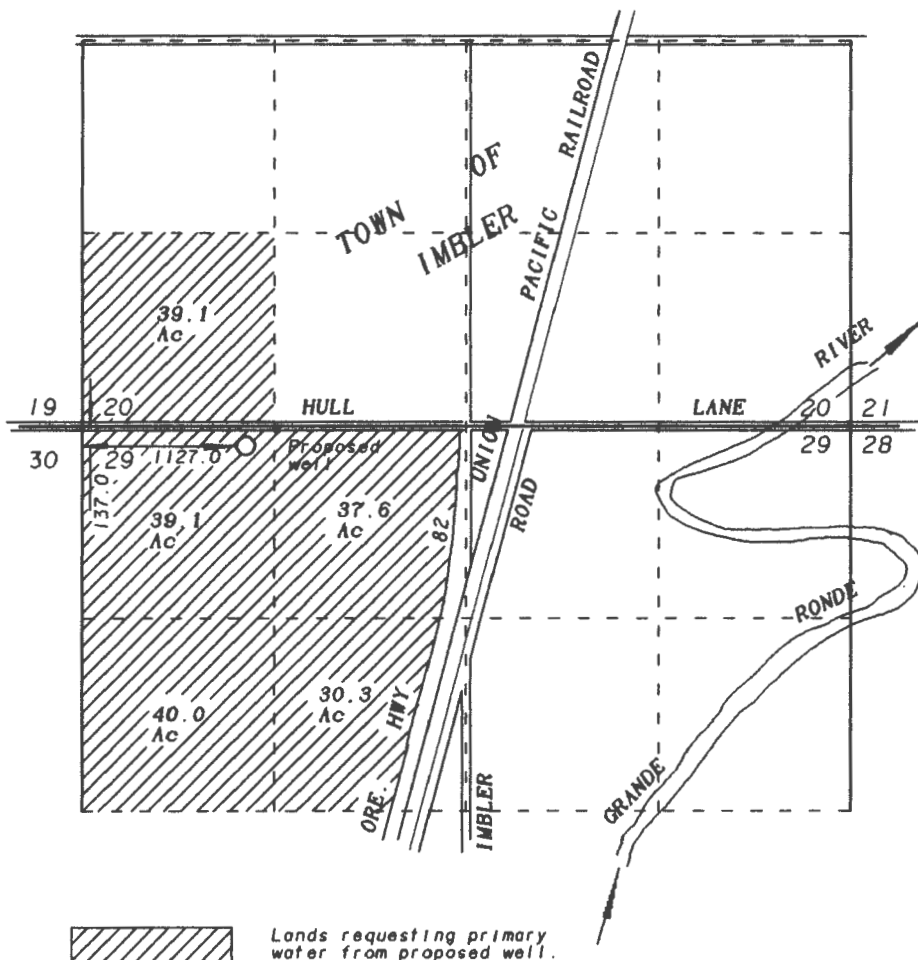 TOWN OF
IMBLER
UNION PACIFIC RAILROAD
39.1
Ac
RIVER
19 20
HULL LANE
20 21
30 29
29 28
1127.0
Proposed
well
137.0
39.1
Ac
37.6
Ac
82
ROAD
RONDE
40.0
Ac
30.3
Ac
HWY
ORE.
IMBLER
GRANDE
Lands requesting primary
water from proposed well.